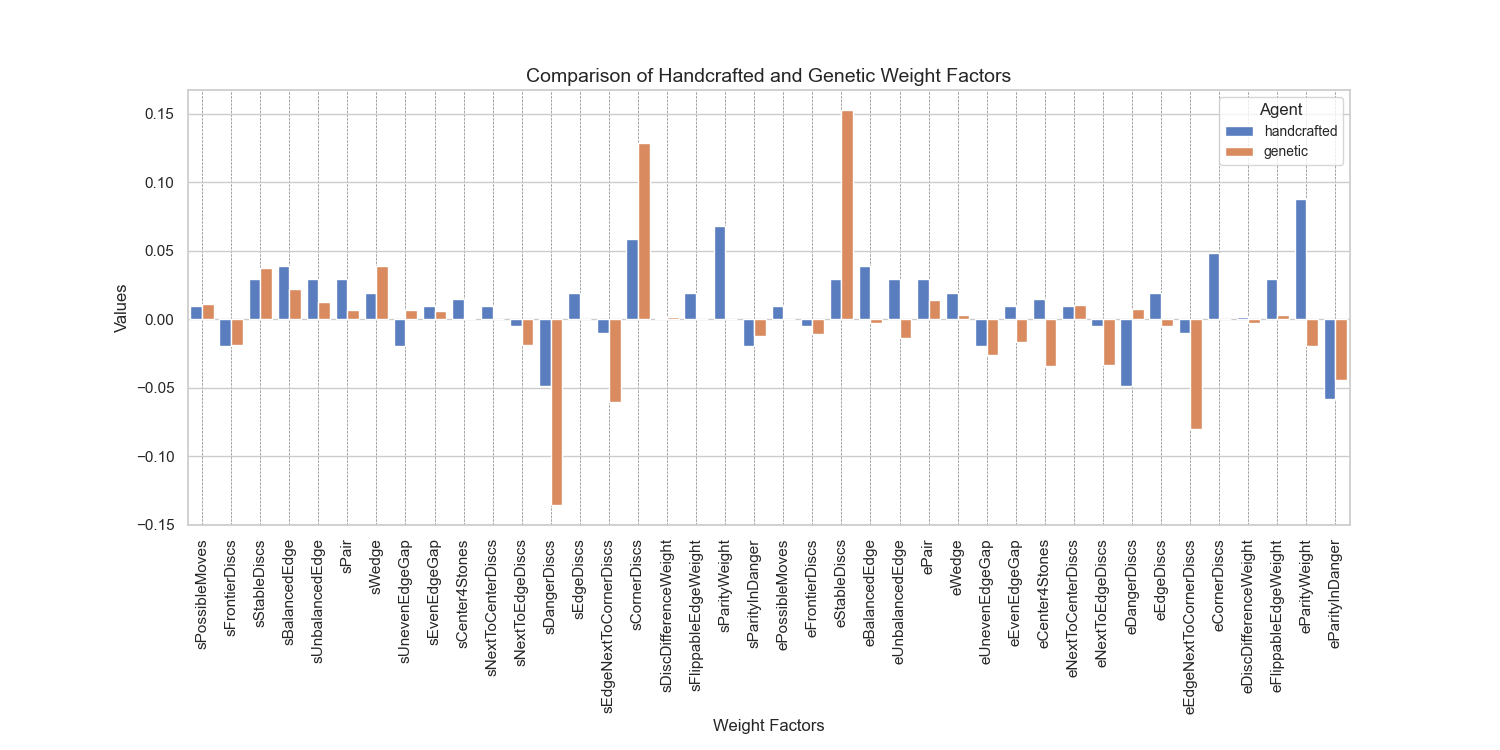 Comparison of Handcrafted and Genetic Weight Factors
Agent
handcrafted
genetic
Values
0.15
0.10
0.05
0.00
−0.05
−0.10
−0.15
sPossibleMoves
sFrontierDiscs
sStableDiscs
sBalancedEdge
sUnbalancedEdge
sPair
sWedge
sUnevenEdgeGap
sEvenEdgeGap
sCenter4Stones
sNextToCenterDiscs
sNextToEdgeDiscs
sDangerDiscs
sEdgeDiscs
sEdgeNextToCornerDiscs
sCornerDiscs
sDiscDifferenceWeight
sFlippableEdgeWeight
sParityWeight
sParityInDanger
ePossibleMoves
eFrontierDiscs
eStableDiscs
eBalancedEdge
eUnbalancedEdge
ePair
eWedge
eUnevenEdgeGap
eEvenEdgeGap
eCenter4Stones
eNextToCenterDiscs
eNextToEdgeDiscs
eDangerDiscs
eEdgeDiscs
eEdgeNextToCornerDiscs
eCornerDiscs
eDiscDifferenceWeight
eFlippableEdgeWeight
eParityWeight
eParityInDanger
Weight Factors